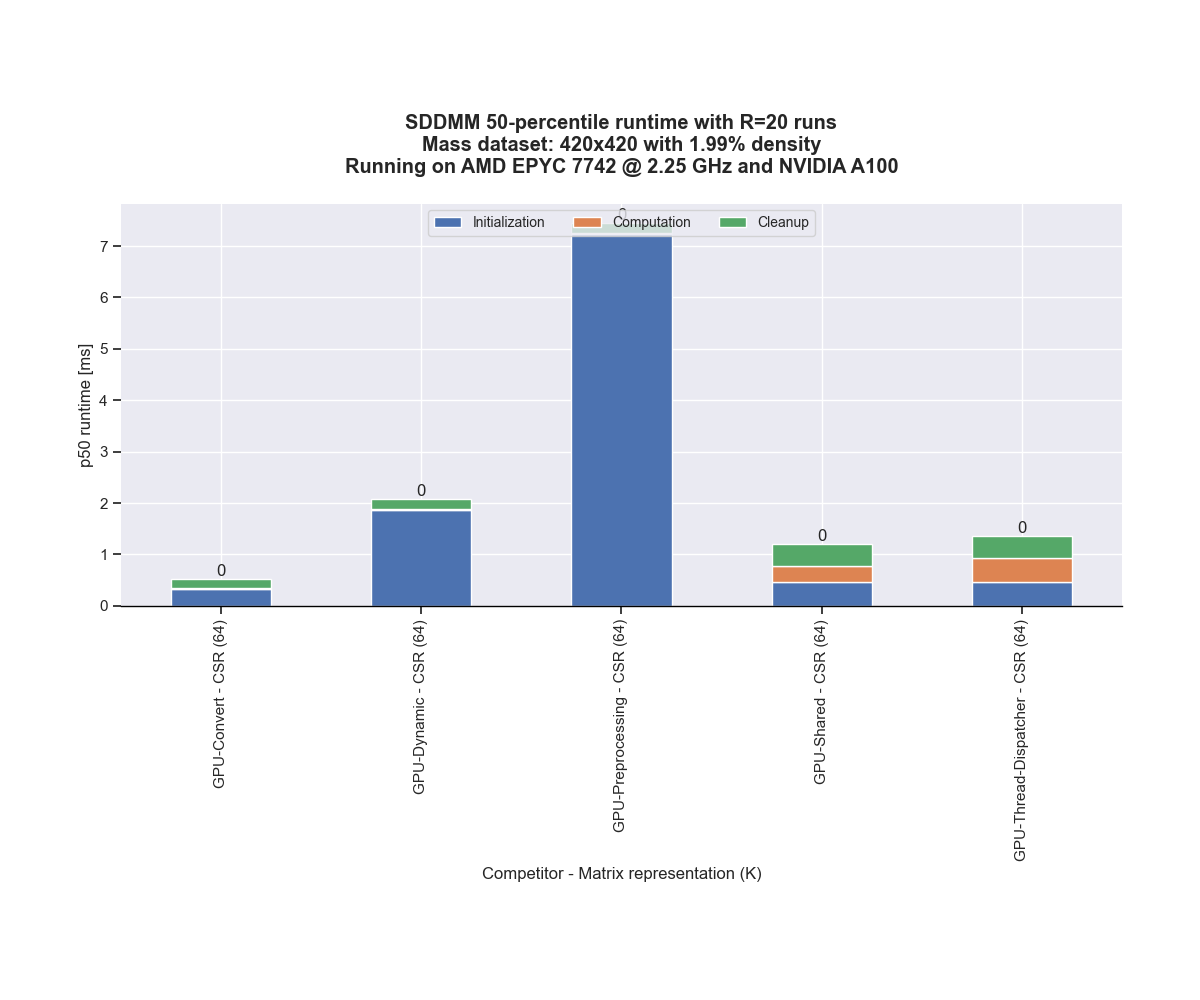 SDDMM 50-percentile runtime with R=20 runs
Mass dataset: 420x420 with 1.99% density
Running on AMD EPYC 7742 @ 2.25 GHz and NVIDIA A100
0
Initialization Computation Cleanup
7
6
5
4
3
2
1
0
p50 runtime [ms]
0
0
0
0
GPU-Convert - CSR (64)
GPU-Dynamic - CSR (64)
GPU-Preprocessing - CSR (64)
GPU-Shared - CSR (64)
GPU-Thread-Dispatcher - CSR (64)
Competitor - Matrix representation (K)